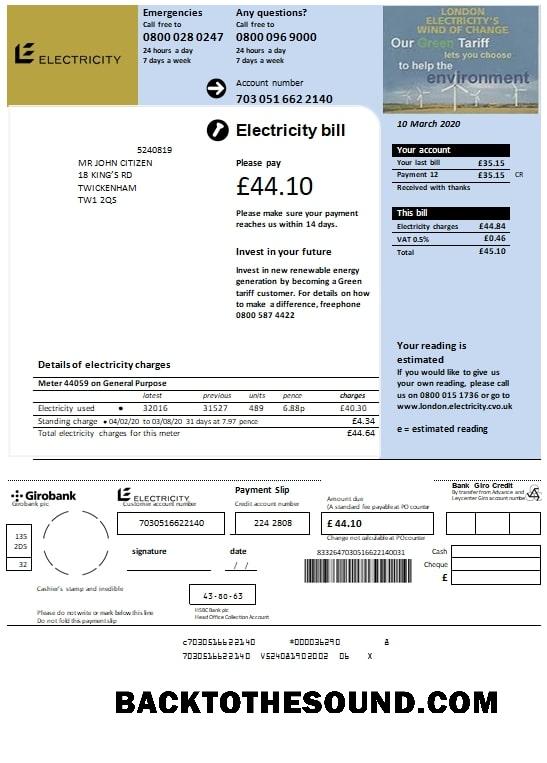 ELECTRICITY
Emergencies
Call free to
0800 028 0247
24 hours a day
7 days a week
Any questions?
Call free to
0800 096 9000
24 hours a day
7 days a week
Account number
703 051 662 2140
LONDON
ELECTRICITY'S
WIND OF CHANGE
Our Green Tariff
lets you choose
to help the
environment
10 March 2020
Electricity bill
5240819
MR JOHN CITIZEN
18 KING'S RD
TWICKENHAM
TW1 2QS
Please pay
£44.10
Please make sure your payment
reaches us within 14 days.
Invest in your future
Invest in new renewable energy
generation by becoming a Green
tariff customer. For details on how
to make a difference, freephone
0800 587 4422
Your account
Your last bill £35.15
Payment 12 £35.15 CR
Received with thanks
This bill
Electricity charges £44.84
VAT 0.5% £0.46
Total £45.10
Your reading is
estimated
If you would like to give us
your own reading, please call
us on 0800 015 1736 or go to
www.london.electricity.cvo.uk
e = estimated reading
Details of electricity charges
Meter 44059 on General Purpose
latest previous units pence charges
Electricity used • 32016 31527 489 6.88p £40.30
Standing charge • 04/02/20 to 03/08/20 31 days at 7.97 pence £4.34
Total electricity charges for this meter £44.64
Girobank
Girobank plc
ELECTRICITY
Customer account number
7030516622140
Payment Slip
Credit account number
224 2808
Amount due
(A standard fee payable at PO counter
£ 44.10
Change not calculable at PO counter
Bank Giro Credit
By transfer from Advance and
Leycenter Giro account number
135
2D5
32
signature
date
/ /
8332647030516622140031
Cash
Cheque
£
Cashier's stamp and inedible
43-80-63
HSBC Bank plc
Head Office Collection Account
Please do not write or mark below this line
Do not fold this payment slip
c7030516622140 *000036290 A
7030516622140 V524081902002 06 X
BACKTOTHESOUND.COM